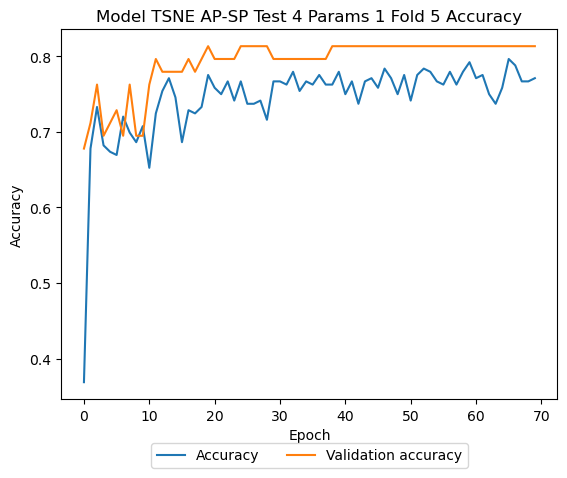 Model TSNE AP-SP Test 4 Params 1 Fold 5 Accuracy
0.8
0.7
0.6
0.5
0.4
Accuracy
0 10 20 30 40 50 60 70
Epoch
Accuracy Validation accuracy